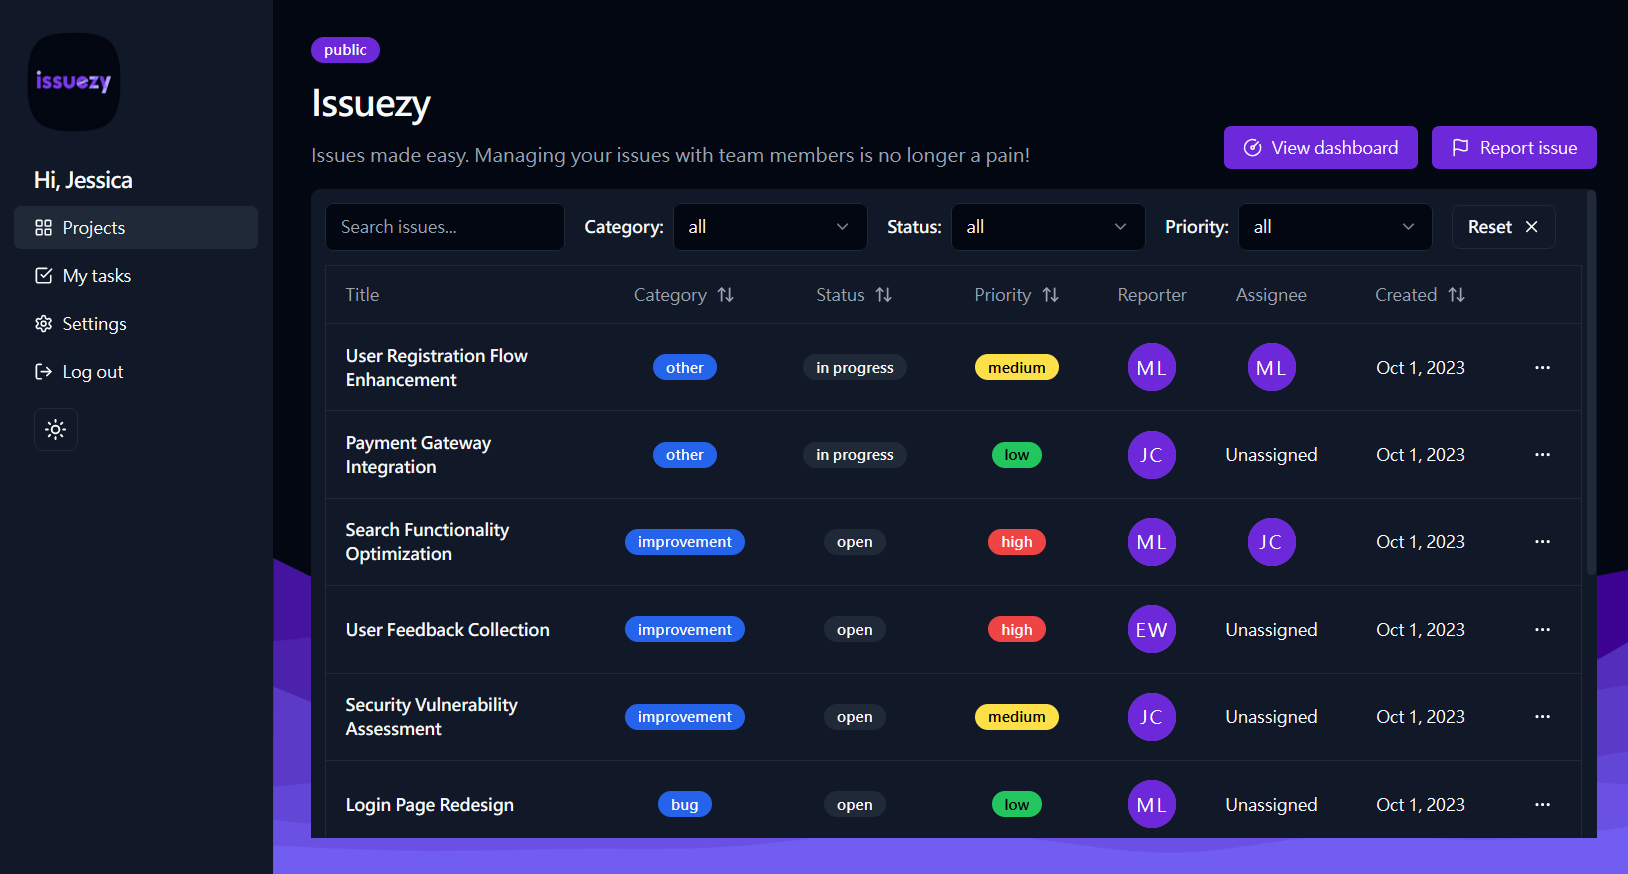 issuezy
Hi, Jessica
Projects
My tasks
Settings
Log out
public
Issuezy
Issues made easy. Managing your issues with team members is no longer a pain!
View dashboard
Report issue
Search issues... Category: all Status: all Priority: all Reset
Title Category Status Priority Reporter Assignee Created
User Registration Flow
Enhancement
other in progress medium ML ML Oct 1, 2023
Payment Gateway
Integration
other in progress low JC Unassigned Oct 1, 2023
Search Functionality
Optimization
improvement open high ML JC Oct 1, 2023
User Feedback Collection improvement open high EW Unassigned Oct 1, 2023
Security Vulnerability
Assessment
improvement open medium JC Unassigned Oct 1, 2023
Login Page Redesign bug open low ML Unassigned Oct 1, 2023